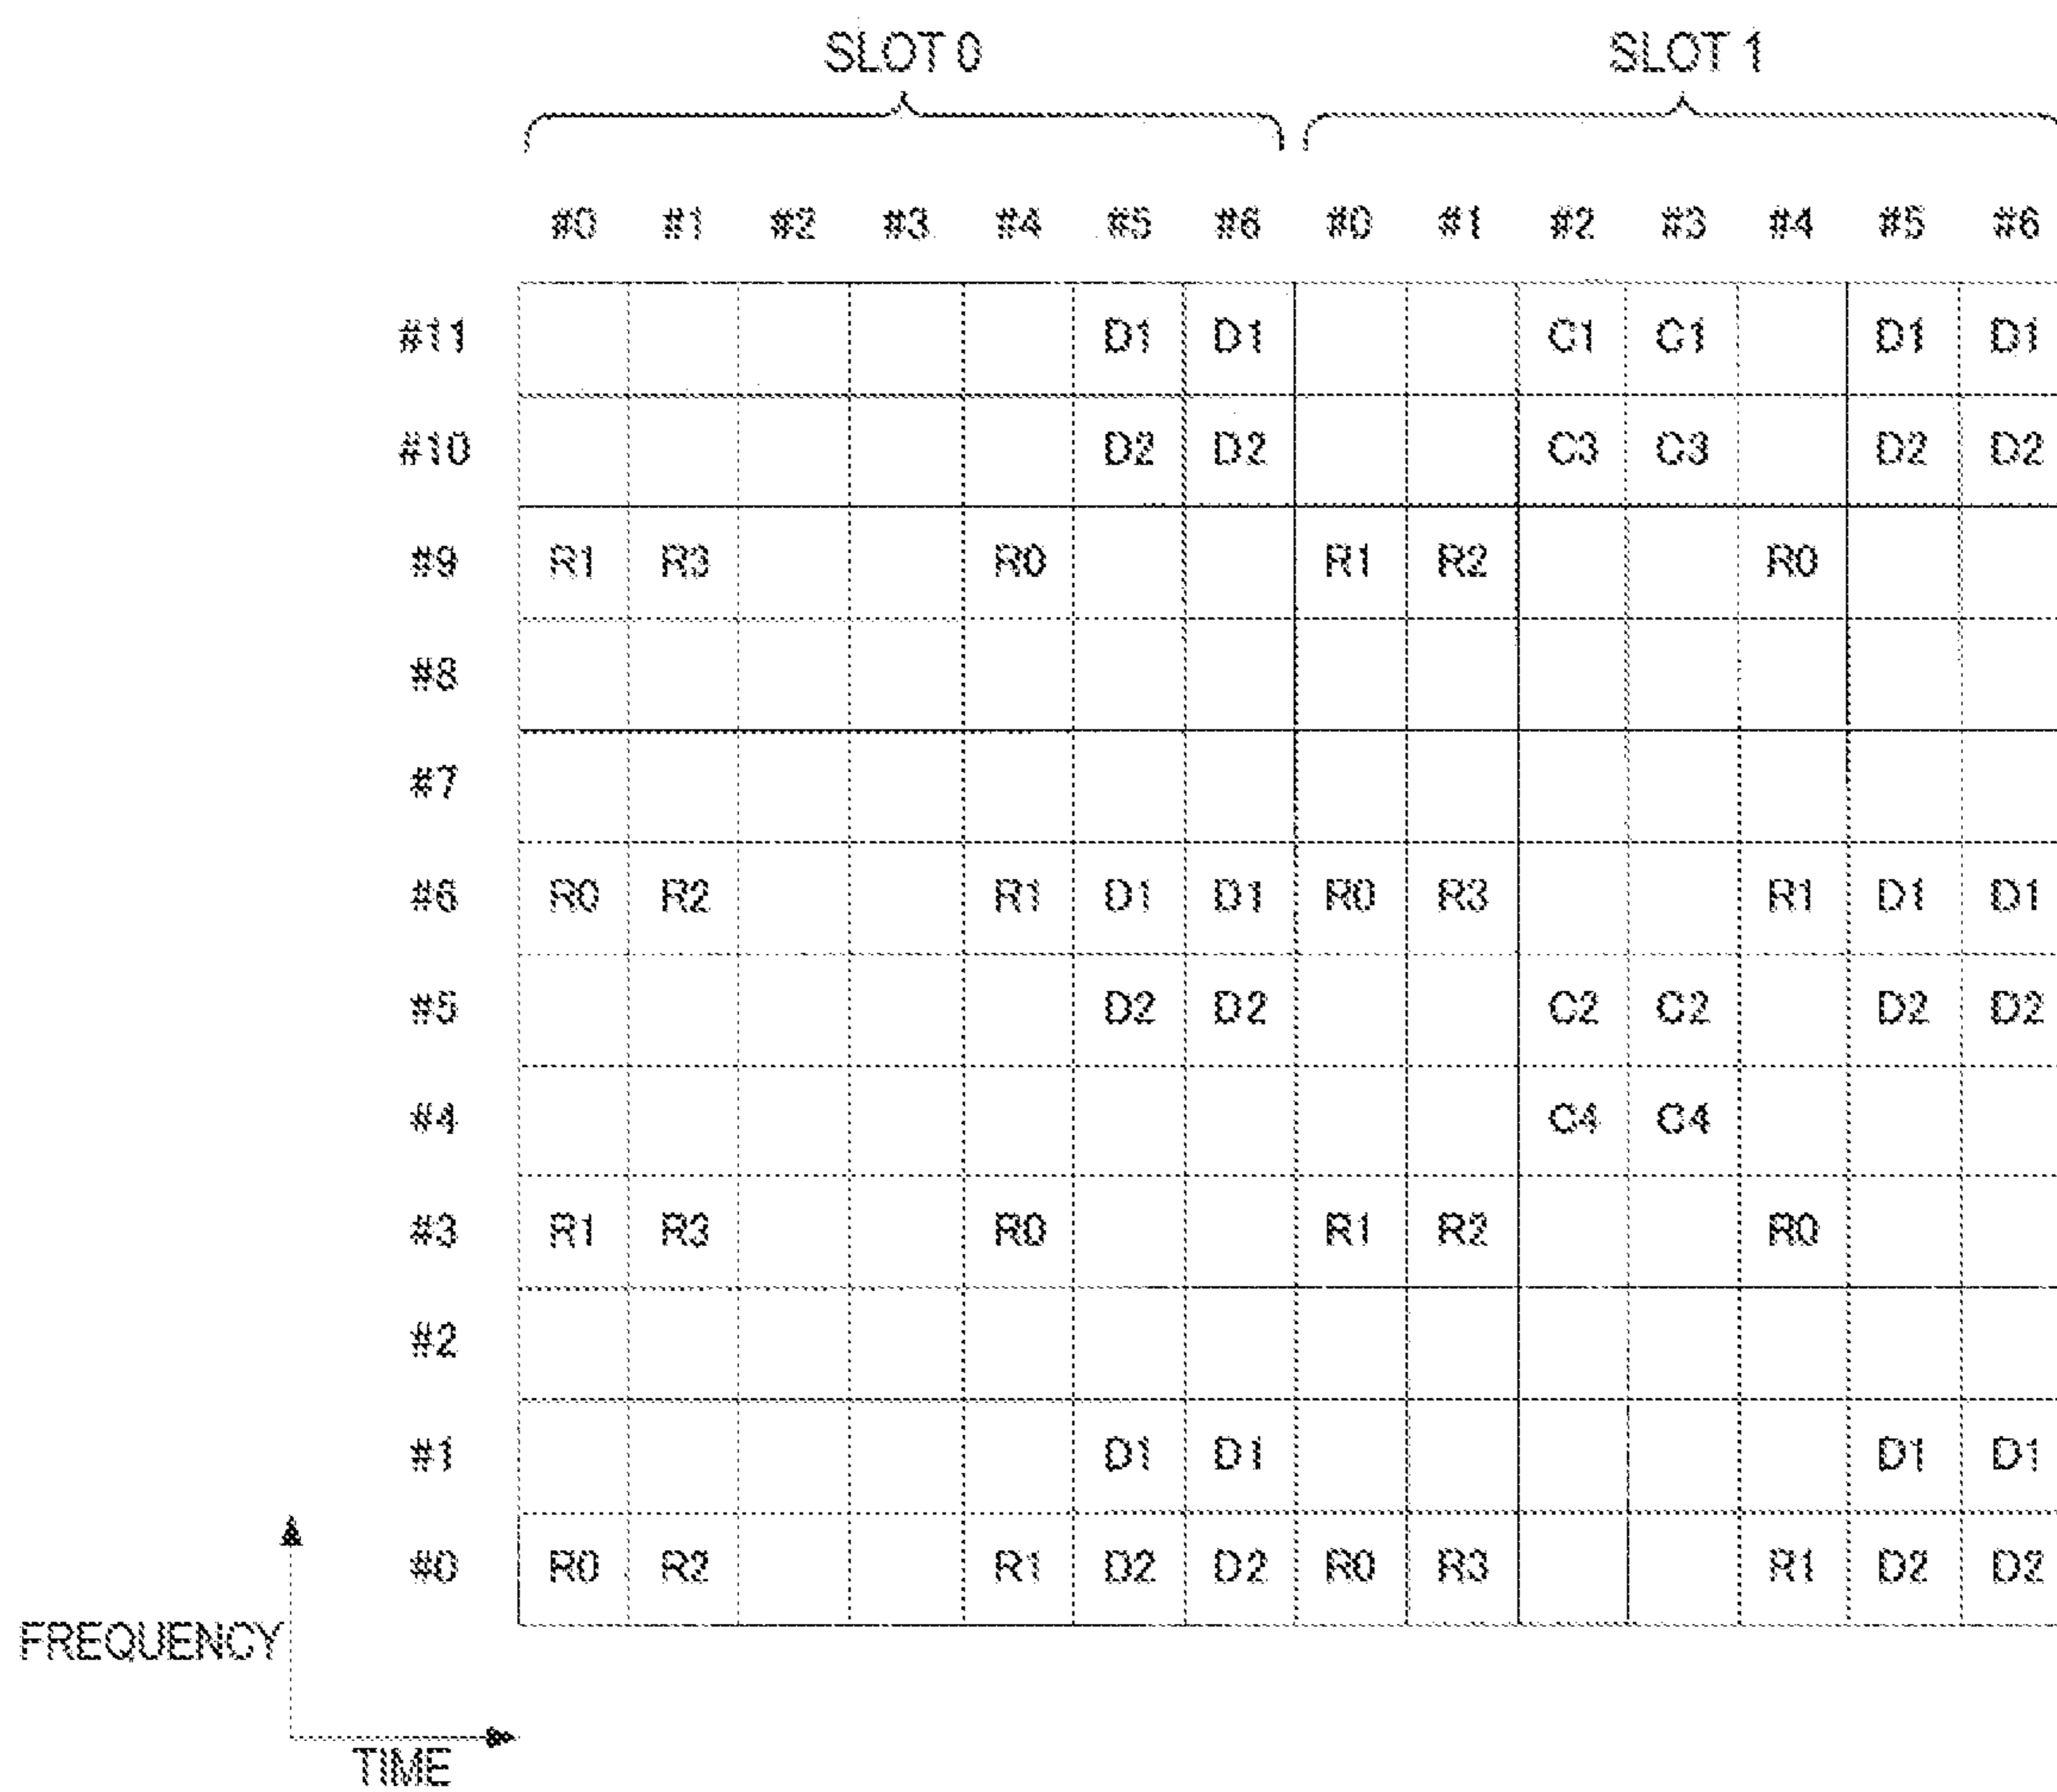 SLOT 0 SLOT 1
#0 #1 #2 #3 #4 #5 #6 #0 #1 #2 #3 #4 #5 #6
#11 D1 D1 C1 C1 D1 D1
#10 D2 D2 C3 C3 D2 D2
#9 R1 R3 R0 R1 R2 R0
#8
#7
#6 R0 R2 R1 D1 D1 R0 R3 R1 D1 D1
#5 D2 D2 C2 C2 D2 D2
#4 C4 C4
#3 R1 R3 R0 R1 R2 R0
#2
#1 D1 D1 D1 D1
#0 R0 R2 R1 D2 D2 R0 R3 R1 D2 D2
FREQUENCY
TIME